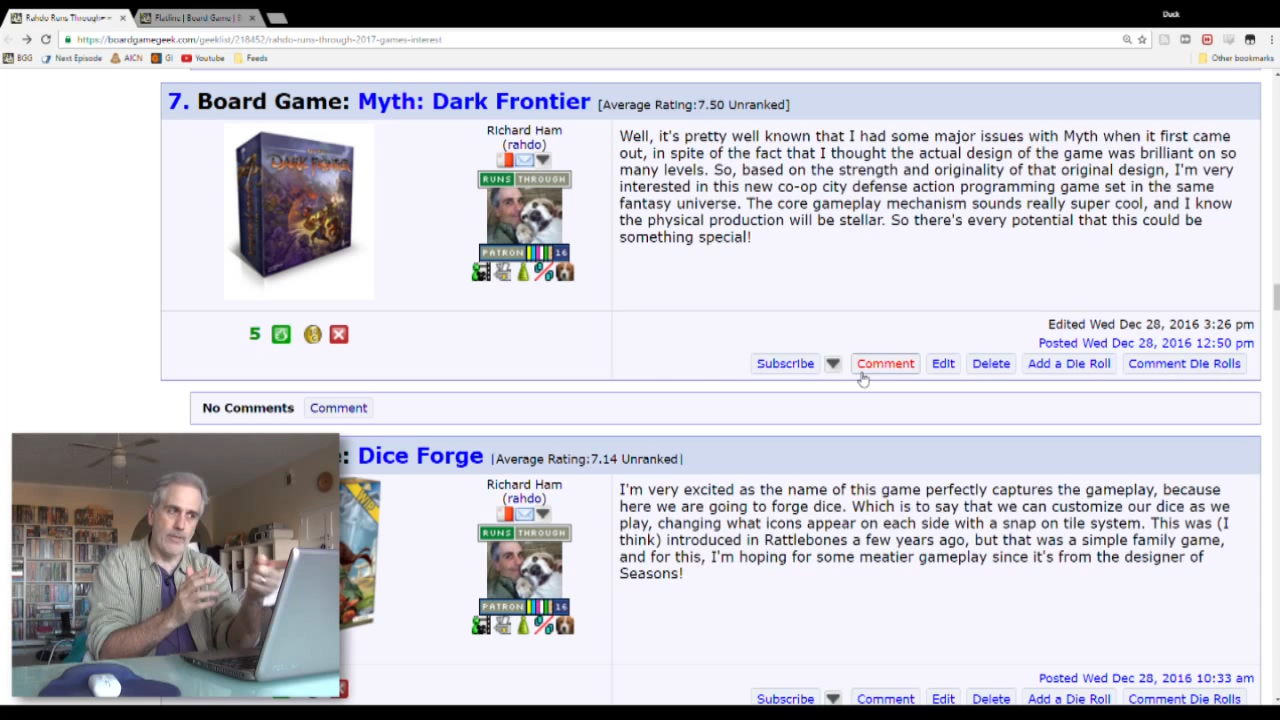 Duck
Rahdo Runs Through
Flatline | Board Game |
https://boardgamegeek.com/geeklist/218452/rahdo-runs-through-2017-games-interest
BGG Next Episode AICN GI Youtube Feeds Other bookmarks
7. Board Game: Myth: Dark Frontier [Average Rating:7.50 Unranked]
DARK FRONTIER
Richard Ham
(rahdo)
RUNS THROUGH
PATRON 16
Well, it's pretty well known that I had some major issues with Myth when it first came
out, in spite of the fact that I thought the actual design of the game was brilliant on so
many levels. So, based on the strength and originality of that original design, I'm very
interested in this new co-op city defense action programming game set in the same
fantasy universe. The core gameplay mechanism sounds really super cool, and I know
the physical production will be stellar. So there's every potential that this could be
something special!
5
Edited Wed Dec 28, 2016 3:26 pm
Posted Wed Dec 28, 2016 12:50 pm
Subscribe Comment Edit Delete Add a Die Roll Comment Die Rolls
No Comments Comment
: Dice Forge [Average Rating:7.14 Unranked]
Richard Ham
(rahdo)
RUNS THROUGH
PATRON 16
I'm very excited as the name of this game perfectly captures the gameplay, because
here we are going to forge dice. Which is to say that we can customize our dice as we
play, changing what icons appear on each side with a snap on tile system. This was (I
think) introduced in Rattlebones a few years ago, but that was a simple family game,
and for this, I'm hoping for some meatier gameplay since it's from the designer of
Seasons!
Posted Wed Dec 28, 2016 10:33 am
Subscribe Comment Edit Delete Add a Die Roll Comment Die Rolls